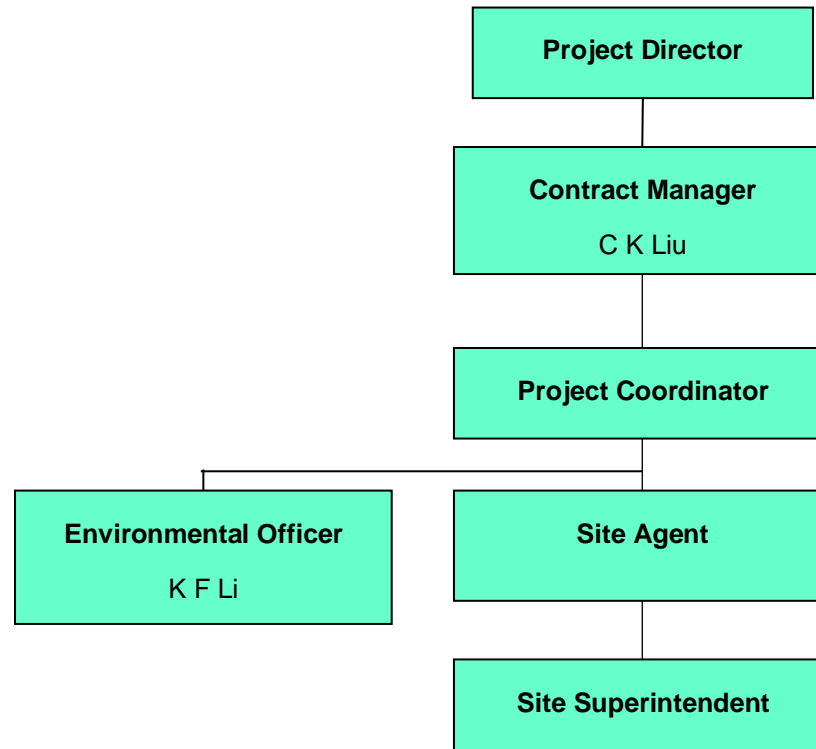 Project Director
Contract Manager
C K Liu
Project Coordinator
Environmental Officer
K F Li
Site Agent
Site Superintendent